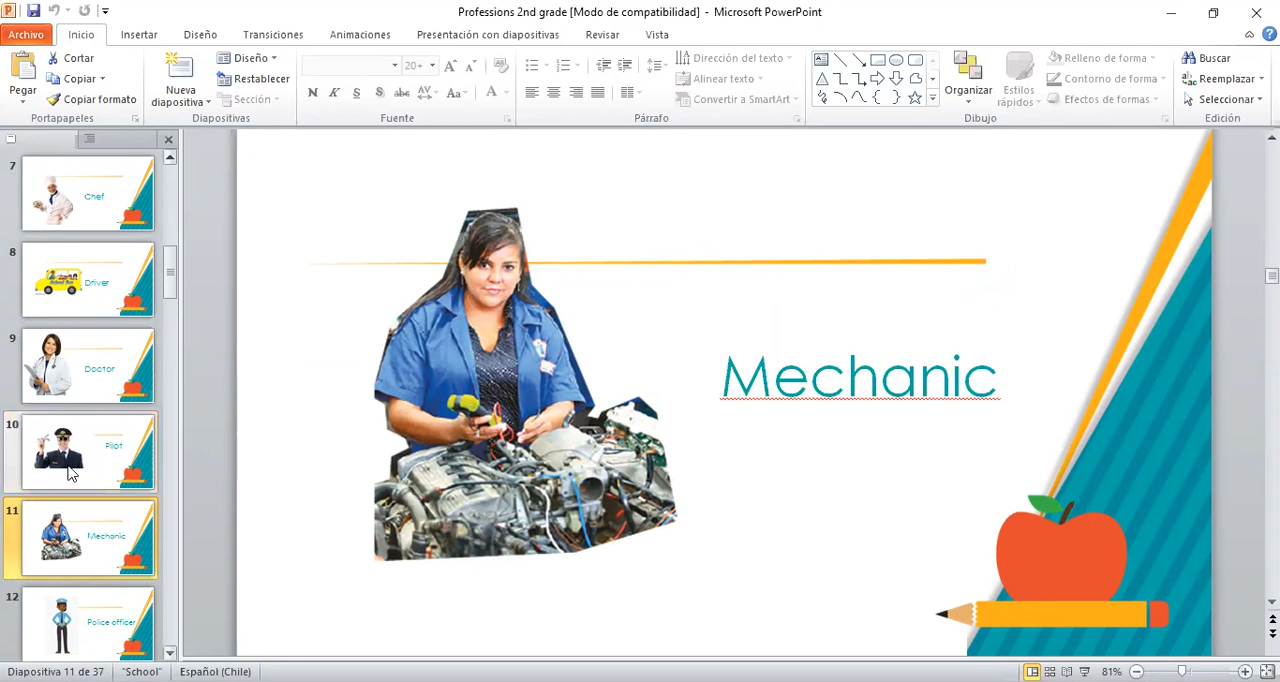 Professions 2nd grade [Modo de compatibilidad] - Microsoft PowerPoint
Archivo Inicio Insertar Diseño Transiciones Animaciones Presentación con diapositivas Revisar Vista
Pegar
Cortar
Copiar
Copiar formato
Portapapeles
Nueva
diapositiva
Diseño
Restablecer
Sección
Diapositivas
20
N K S S abc AV Aa A
Fuente
Dirección del texto
Alinear texto
Convertir a SmartArt
Párrafo
Organizar
Estilos
rápidos
Relleno de forma
Contorno de forma
Efectos de formas
Dibujo
Buscar
Reemplazar
Seleccionar
Edición
7
Chef
8
Driver
9
Doctor
10
Pilot
11
Mechanic
12
Police officer
Mechanic
Diapositiva 11 de 37 "School" Español (Chile) 81%